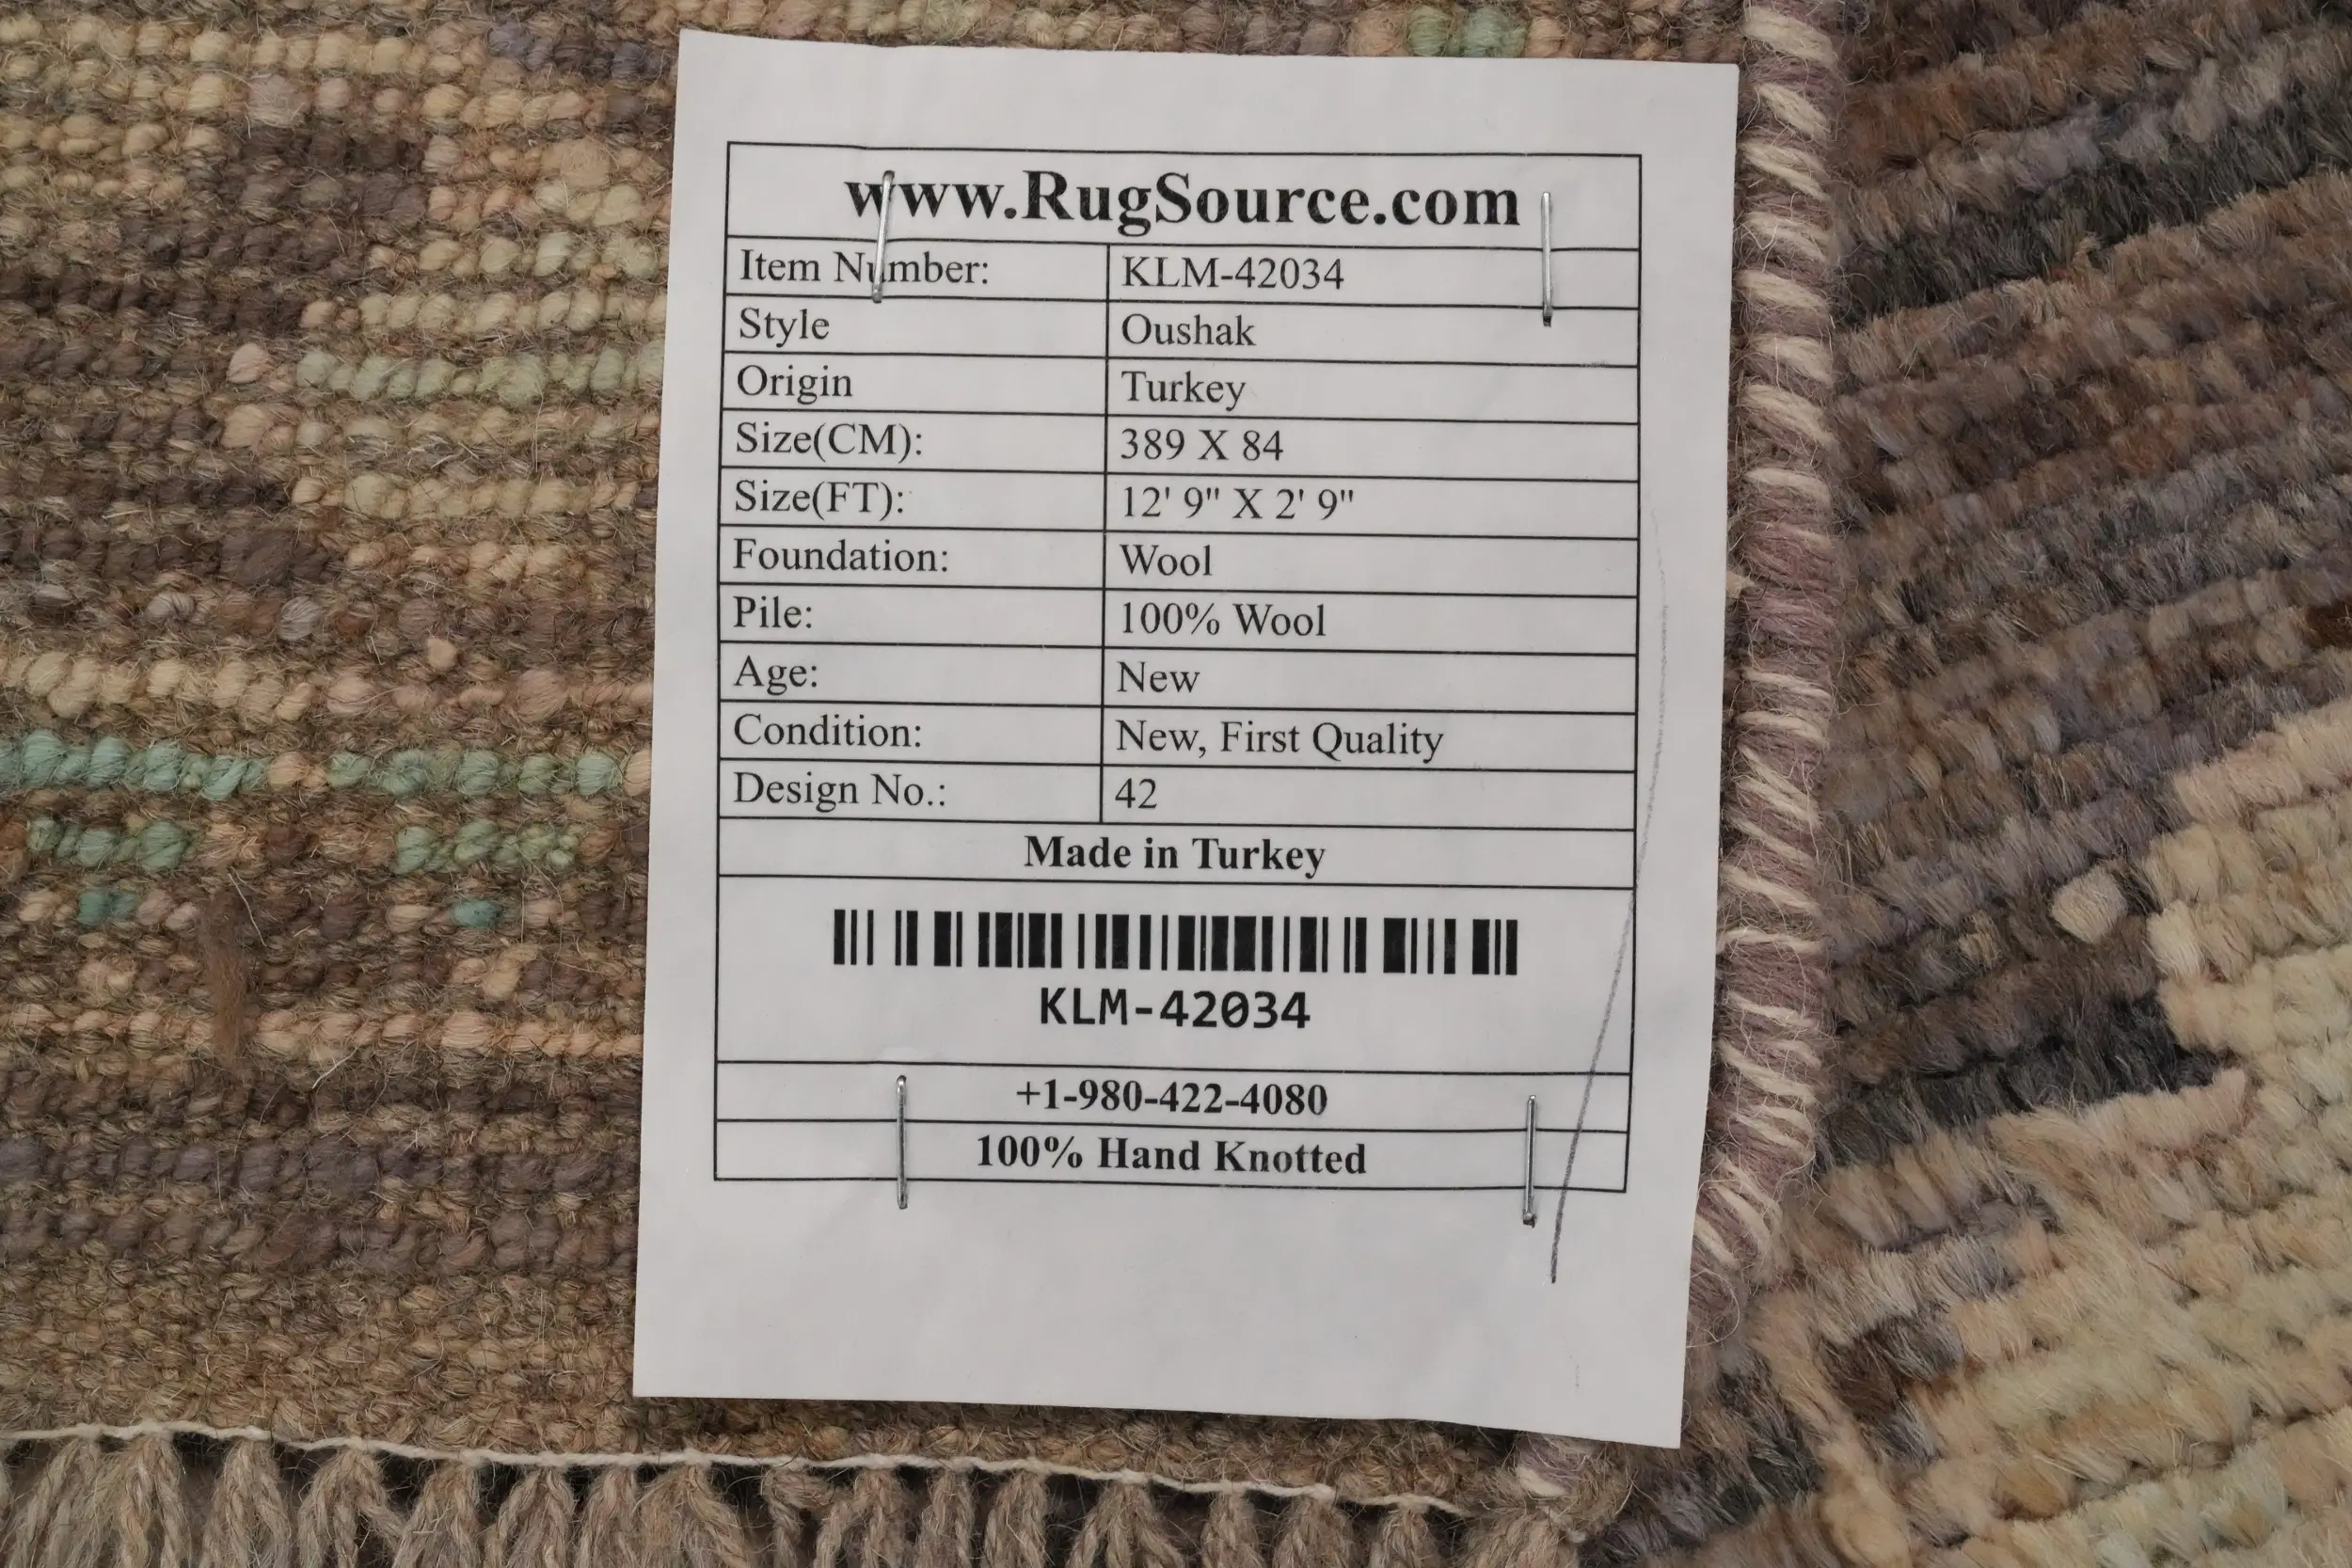 www.RugSource.com
Item Number: KLM-42034
Style Oushak
Origin Turkey
Size(CM): 389 X 84
Size(FT): 12' 9" X 2' 9"
Foundation: Wool
Pile: 100% Wool
Age: New
Condition: New, First Quality
Design No.: 42
Made in Turkey
KLM-42034
+1-980-422-4080
100% Hand Knotted